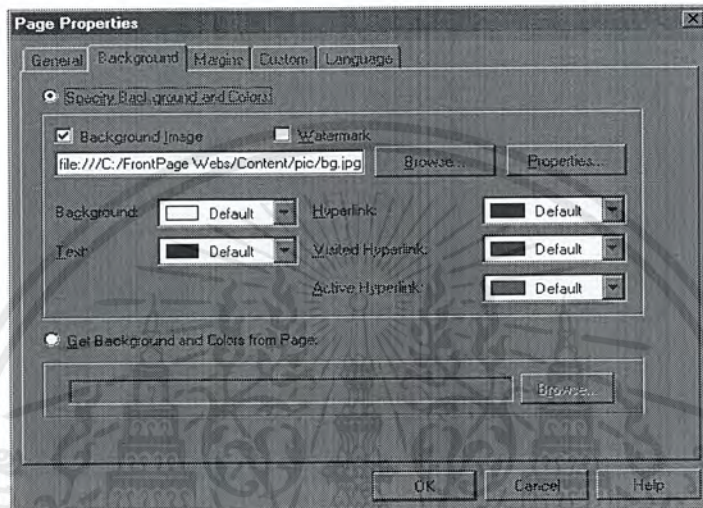 Page Properties
General Background Margins Custom Language
Specify Background and Colors
Background Image Watermark
file:///C:/FrontPage Webs/Content/pic/bg.jpg Browse... Properties...
Background: Default Hyperlink: Default
Text: Default Visited Hyperlink: Default
Active Hyperlink: Default
Get Background and Colors from Page:
Browse...
OK Cancel Help